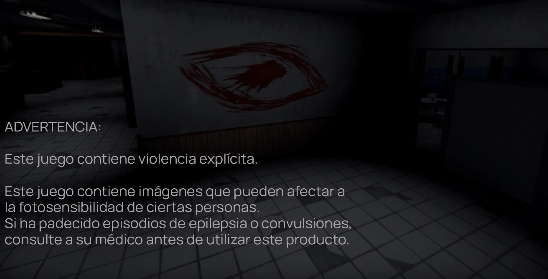 ADVERTENCIA:
Este juego contiene violencia explícita.
Este juego contiene imágenes que pueden afectar a
la fotosensibilidad de ciertas personas.
Si ha padecido episodios de epilepsia o convulsiones,
consulte a su médico antes de utilizar este producto.